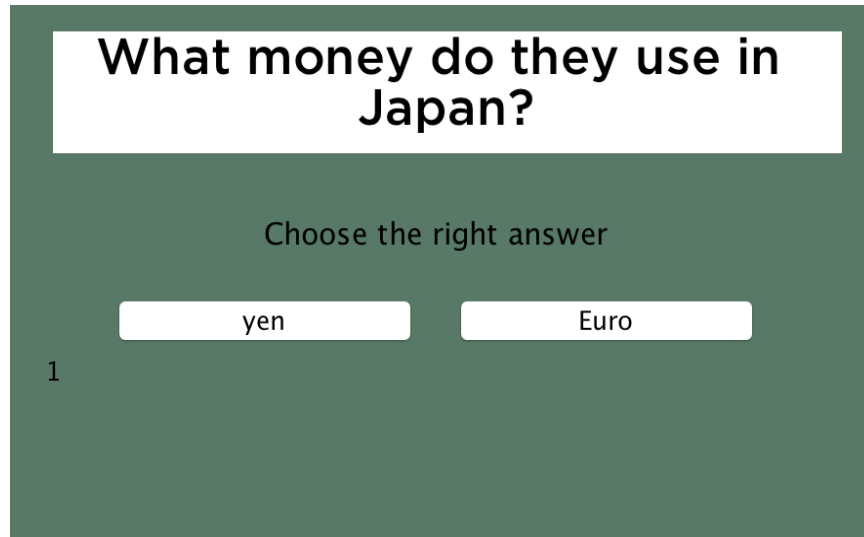 What money do they use in
Japan?
Choose the right answer
yen
Euro
1